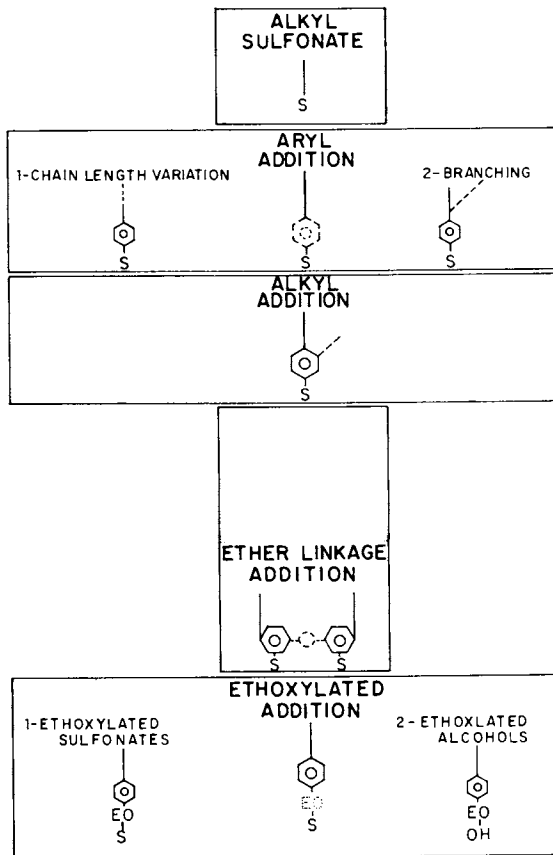 ALKYL
SULFONATE
S
ARYL
ADDITION
1-CHAIN LENGTH VARIATION
2-BRANCHING
S
S
S
ALKYL
ADDITION
S
ETHER LINKAGE
ADDITION
S
S
ETHOXYLATED
ADDITION
1-ETHOXYLATED
SULFONATES
2-ETHOXLATED
ALCOHOLS
EO
S
EO
S
EO
OH